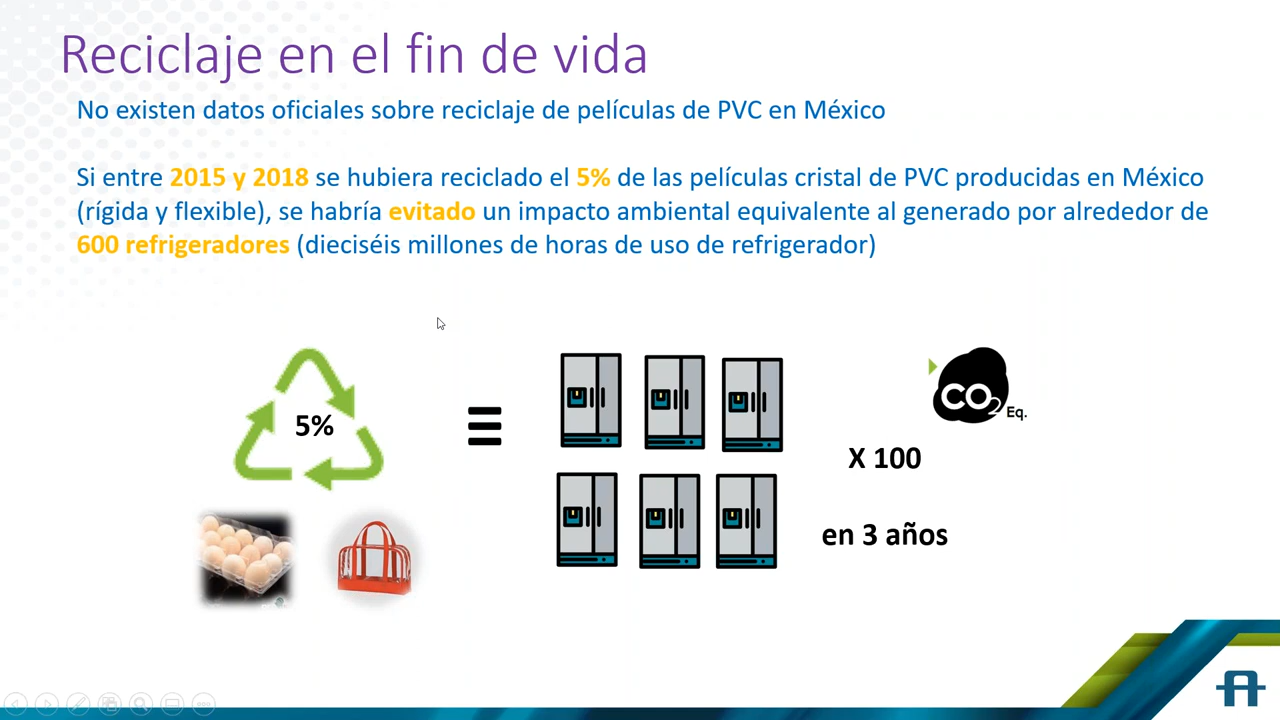 Reciclaje en el fin de vida
No existen datos oficiales sobre reciclaje de películas de PVC en México
Si entre 2015 y 2018 se hubiera reciclado el 5% de las películas cristal de PVC producidas en México
(rígida y flexible), se habría evitado un impacto ambiental equivalente al generado por alrededor de
600 refrigeradores (dieciséis millones de horas de uso de refrigerador)
5%
CO2 Eq.
X 100
en 3 años